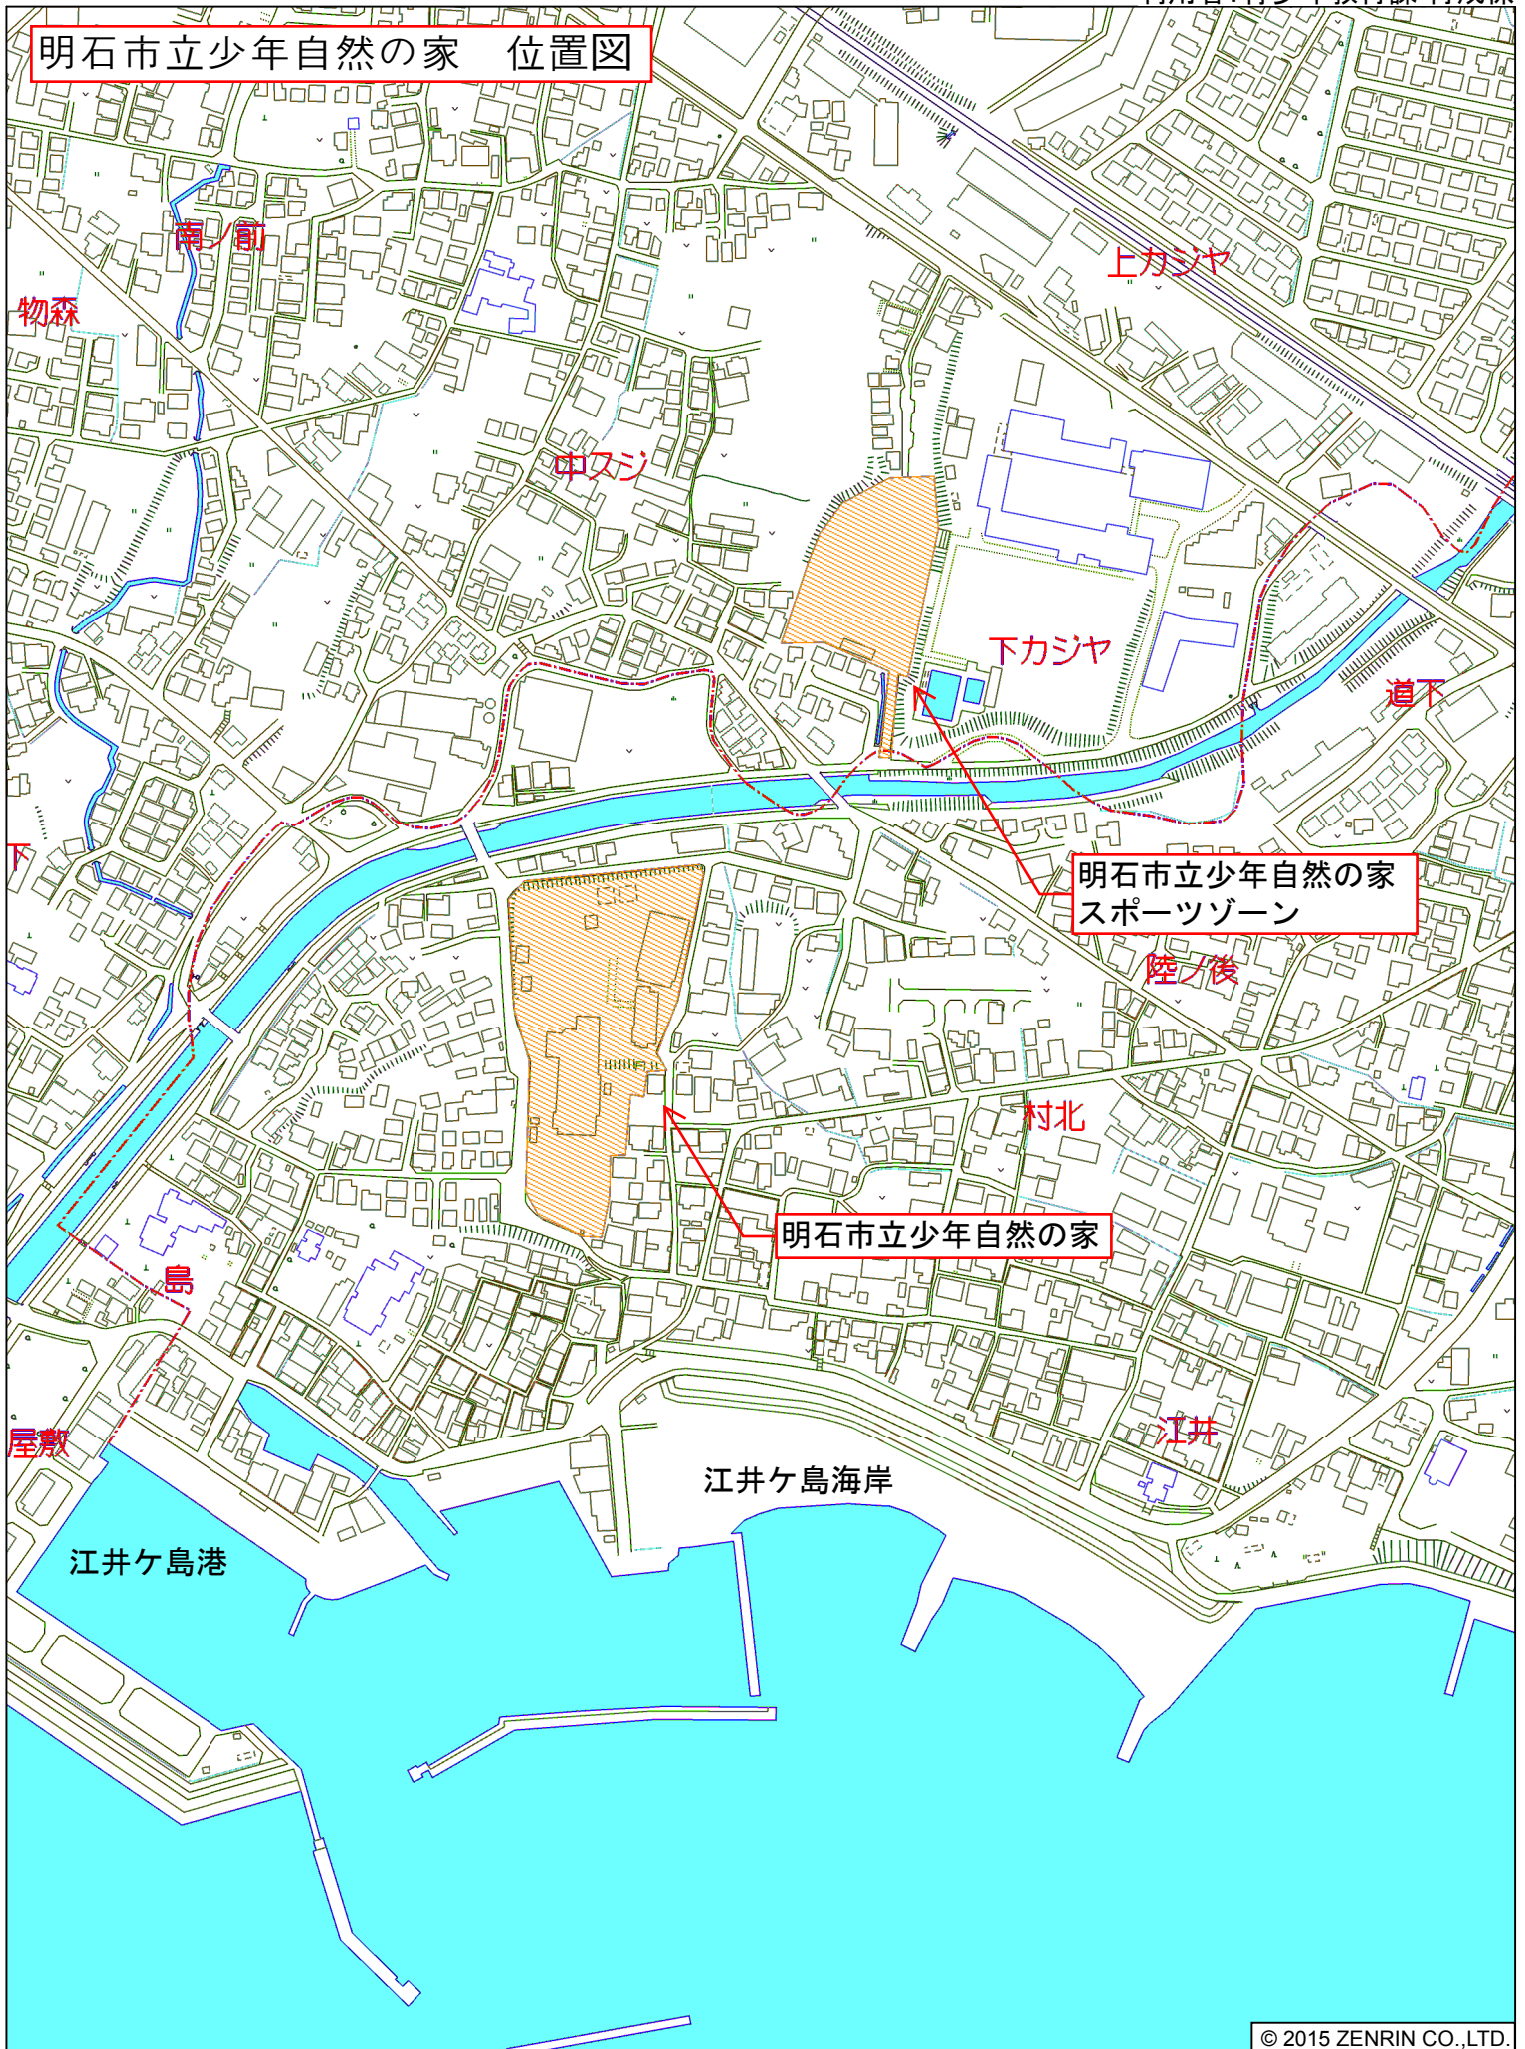 明石市立少年自然の家　位置図
南ノ前
上カジヤ
物森
中スジ
下カジヤ
道下
下
明石市立少年自然の家
スポーツゾーン
陸ノ後
村北
明石市立少年自然の家
島
江井
屋敷
江井ケ島海岸
江井ケ島港
© 2015 ZENRIN CO.,LTD.